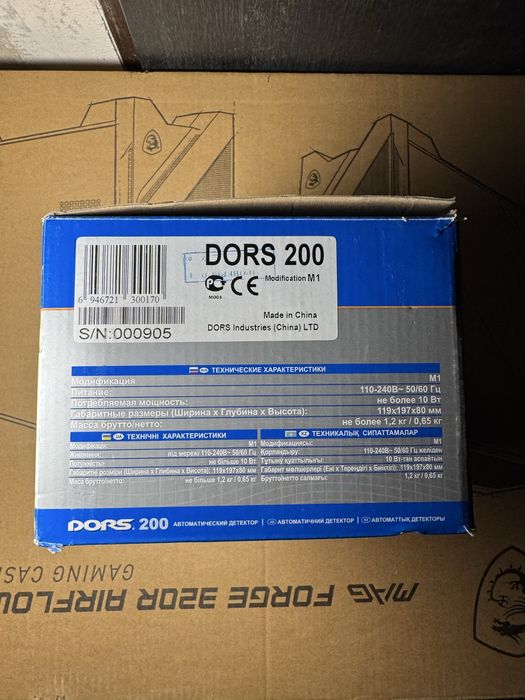 DORS 200
Modification M1
M004
6 946721 300170
S/N:000905
Made in China
DORS Industries (China) LTD
ТЕХНИЧЕСКИЕ ХАРАКТЕРИСТИКИ
Модификация M1
Питание: 110-240В~ 50/60 Гц
Потребляемая мощность: не более 10 Вт
Габаритные размеры (Ширина х Глубина х Высота): 119x197x80 мм
Масса брутто/нетто: не более 1,2 кг / 0,65 кг
UA ТЕХНІЧНІ ХАРАКТЕРИСТИКИ
Модифікація: M1
Живлення: від мережі 110-240В~ 50/60 Гц
Потужність: не більше 10 Вт
Габаритні розміри (Ширина х Глибина х Висота): 119x197x80 мм
Маса брутто/нетто: не більше 1,2 кг / 0,65 кг
KZ ТЕХНИКАЛЫҚ СИПАТТАМАЛАР
Модификациясы: M1
Қорландыру: 110-240В~ 50/60 Гц желіден
Тұтыну қуаттылығы: 10 Вт-тан аспайтын
Габарит мөлшерлері (Ені х Тереңдігі х Биіктігі): 119x197x80 мм
Брутто/нетто салмағы: 1,2 кг / 0,65 кг
DORS 200 АВТОМАТИЧЕСКИЙ ДЕТЕКТОР | АВТОМАТИЧНИЙ ДЕТЕКТОР | АВТОМАТТЫҚ ДЕТЕКТОРЫ
MAG FORGE 320R AIRFLOW
GAMING CASE